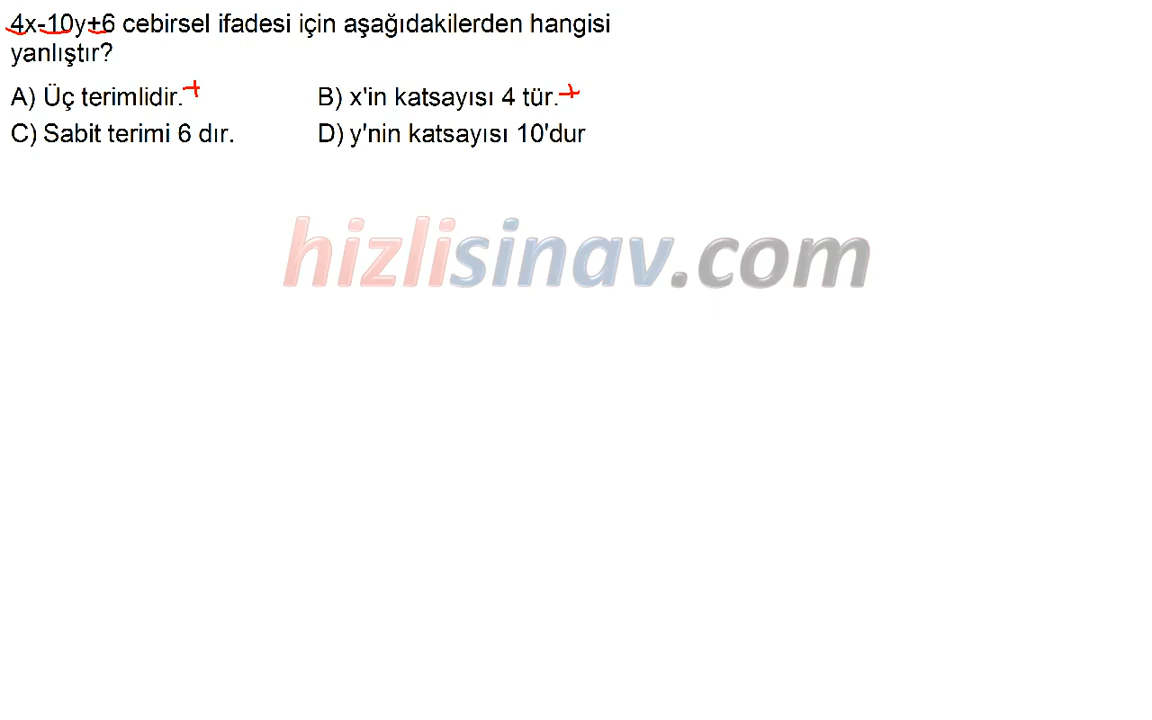 4x-10y+6 cebirsel ifadesi için aşağıdakilerden hangisi
yanlıştır?
A) Üç terimlidir.+ B) x'in katsayısı 4 tür.+
C) Sabit terimi 6 dır. D) y'nin katsayısı 10'dur
hizlisinav.com